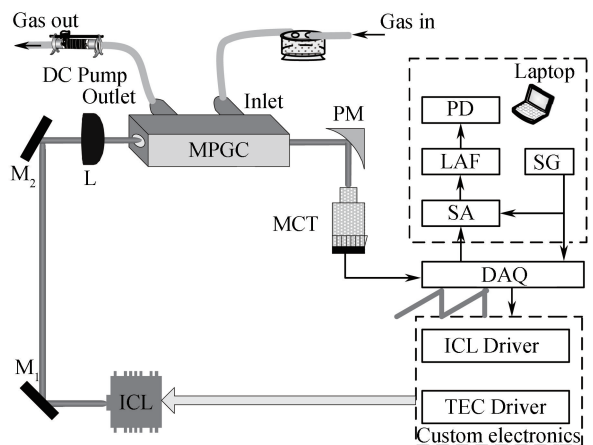 Gas out
Gas in
DC Pump
Outlet
Inlet
Laptop
PM
PD
MPGC
LAF
SG
M2
L
MCT
SA
DAQ
ICL Driver
M1
ICL
TEC Driver
Custom electronics